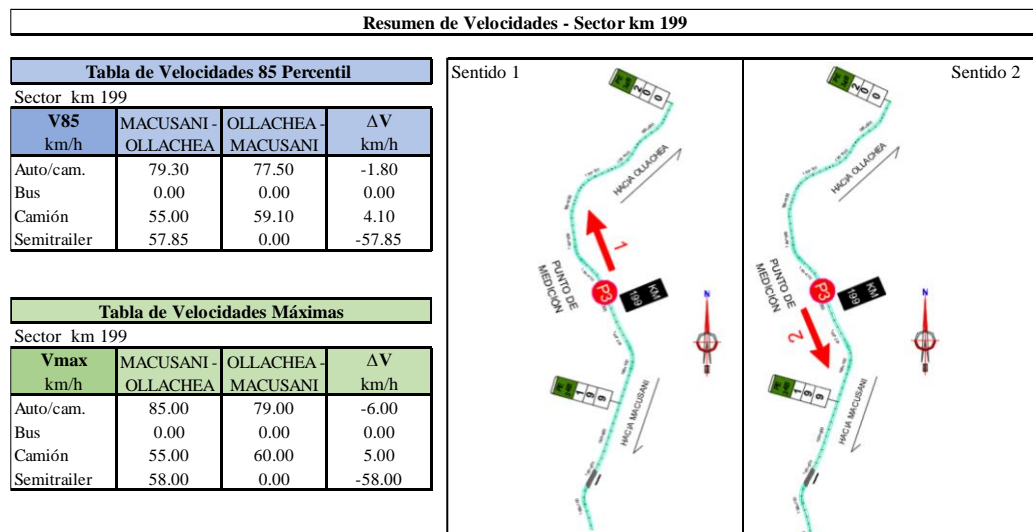 Resumen de Velocidades - Sector km 199
Tabla de Velocidades 85 Percentil
Sector km 199
V85 MACUSANI - OLLACHEA - ΔV
km/h OLLACHEA MACUSANI km/h
Auto/cam. 79.30 77.50 -1.80
Bus 0.00 0.00 0.00
Camión 55.00 59.10 4.10
Semitrailer 57.85 0.00 -57.85
Tabla de Velocidades Máximas
Sector km 199
Vmax MACUSANI - OLLACHEA - ΔV
km/h OLLACHEA MACUSANI km/h
Auto/cam. 85.00 79.00 -6.00
Bus 0.00 0.00 0.00
Camión 55.00 60.00 5.00
Semitrailer 58.00 0.00 -58.00
Sentido 1
200
HACIA OLLACHEA
1
PUNTO DE
MEDICIÓN
P3
KM
199
N
199
HACIA MACUSANI
Sentido 2
200
HACIA OLLACHEA
PUNTO DE
MEDICIÓN
P3
KM
199
2
N
199
HACIA MACUSANI